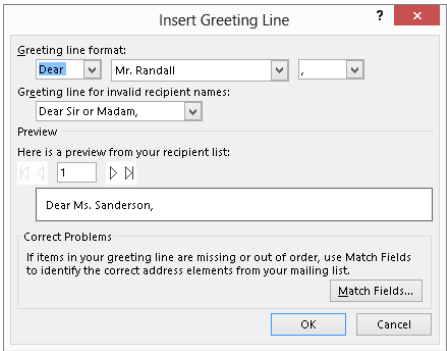 Insert Greeting Line ? ×
Greeting line format:
Dear Mr. Randall ,
Greeting line for invalid recipient names:
Dear Sir or Madam,
Preview
Here is a preview from your recipient list:
1
Dear Ms. Sanderson,
Correct Problems
If items in your greeting line are missing or out of order, use Match Fields
to identify the correct address elements from your mailing list.
Match Fields...
OK Cancel